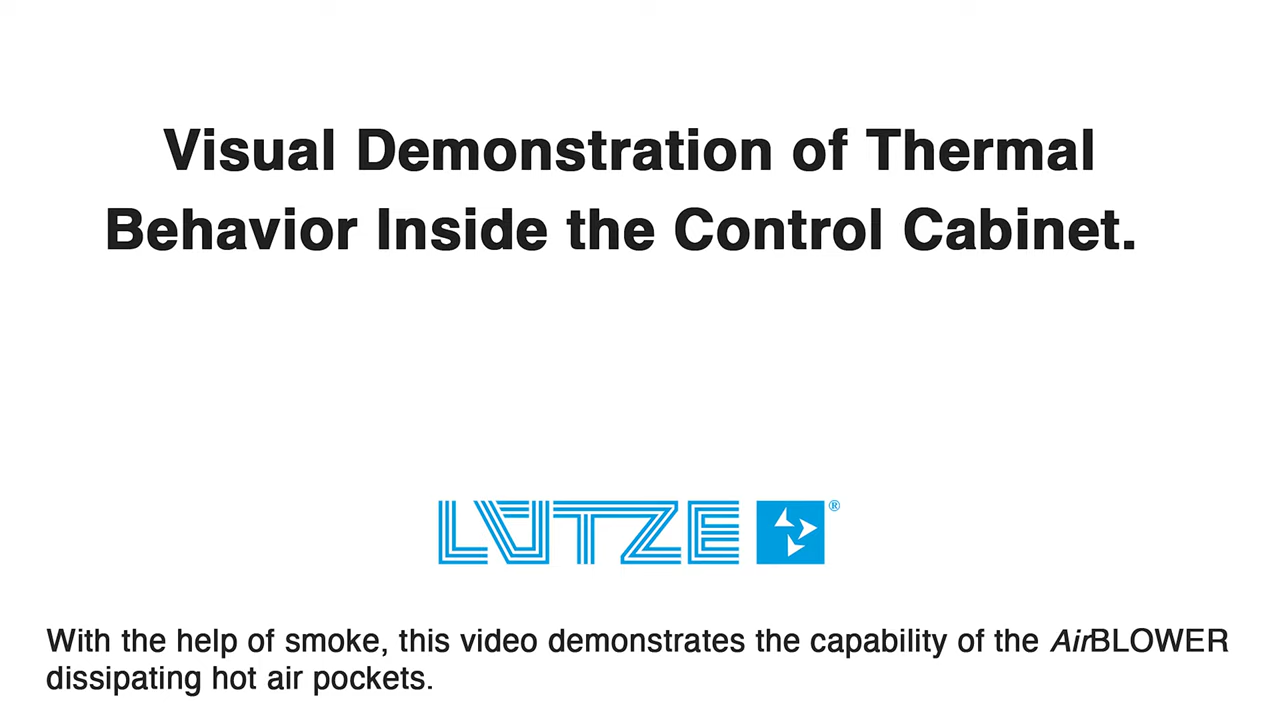 Visual Demonstration of Thermal
Behavior Inside the Control Cabinet.
LÜTZE ®
With the help of smoke, this video demonstrates the capability of the AirBLOWER
dissipating hot air pockets.